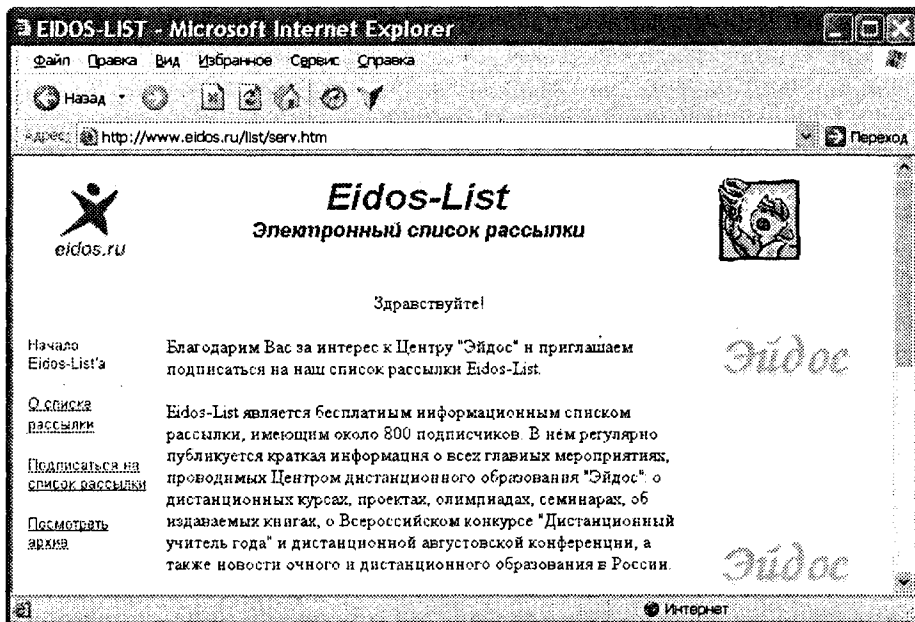 EIDOS-LIST - Microsoft Internet Explorer
Файл Правка Вид Избранное Сервис Справка
Назад
Адрес: http://www.eidos.ru/list/serv.htm Переход
Eidos-List
Электронный список рассылки
eidos.ru
Здравствуйте!
Начало
Eidos-List'а
О списке
рассылки
Подписаться на
список рассылки
Посмотреть
архив
Благодарим Вас за интерес к Центру "Эйдос" и приглашаем
подписаться на наш список рассылки Eidos-List.
Eidos-List является бесплатным информационным списком
рассылки, имеющим около 800 подписчиков. В нем регулярно
публикуется краткая информация о всех главных мероприятиях,
проводимых Центром дистанционного образования "Эйдос": о
дистанционных курсах, проектах, олимпиадах, семинарах, об
издаваемых книгах, о Всероссийском конкурсе "Дистанционный
учитель года" и дистанционной августовской конференции, а
также новости очного и дистанционного образования в России.
Эйдос
Эйдос
Интернет